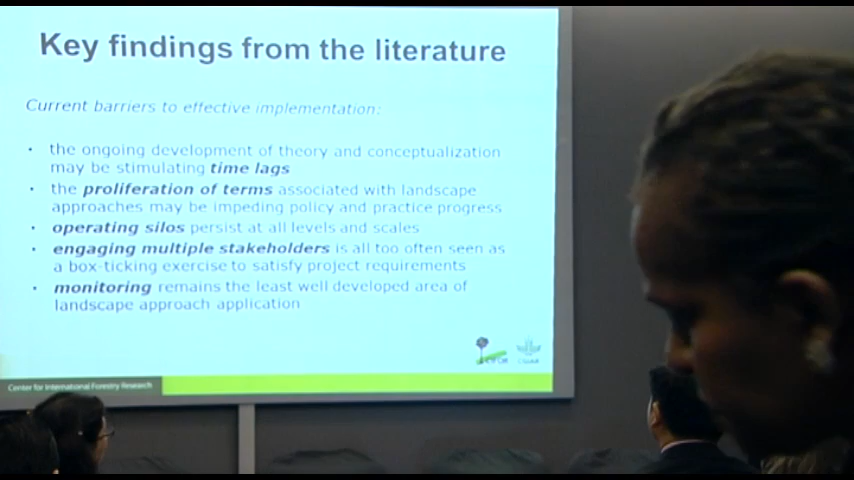 Key findings from the literature
Current barriers to effective implementation:
• the ongoing development of theory and conceptualization
may be stimulating time lags
• the proliferation of terms associated with landscape
approaches may be impeding policy and practice progress
• operating silos persist at all levels and scales
• engaging multiple stakeholders is all too often seen as
a box-ticking exercise to satisfy project requirements
• monitoring remains the least well developed area of
landscape approach application
CIFOR
CGIAR
Center for International Forestry Research